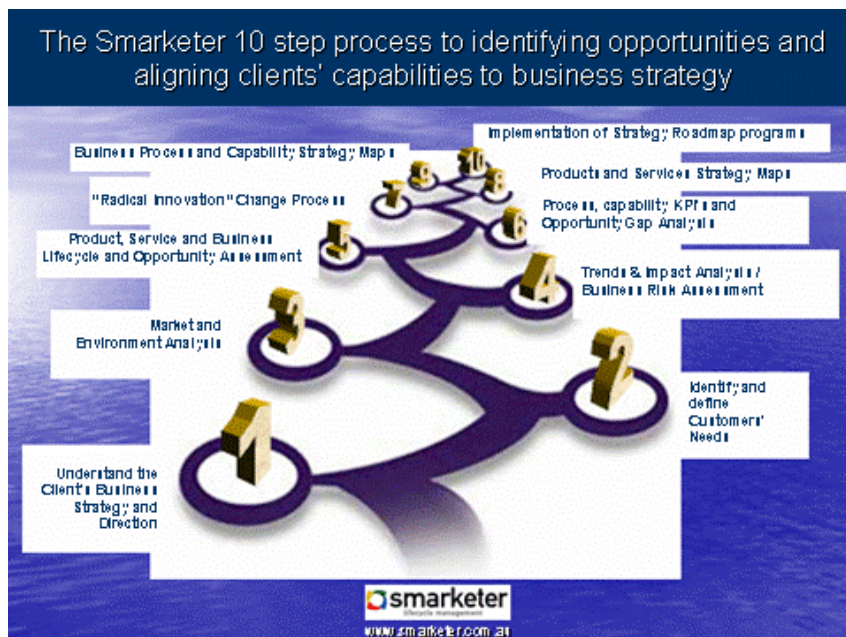 The Smarketer 10 step process to identifying opportunities and
aligning clients' capabilities to business strategy
Implementation of Strategy Roadmap programs
Business Process and Capability Strategy Maps
10
9
8
Products and Services Strategy Maps
"Radical Innovation" Change Process
7
Process, capability KPI's and
Opportunity Gap Analysis
6
Product, Service and Business
Lifecycle and Opportunity Assessment
5
Trends & Impact Analysis /
Business Risk Assessment
4
Market and
Environment Analysis
3
2
Identify and
define
Customers'
Needs
1
Understand the
Client's Business
Strategy and
Direction
smarketer
lifecycle management
www.smarketer.com.au